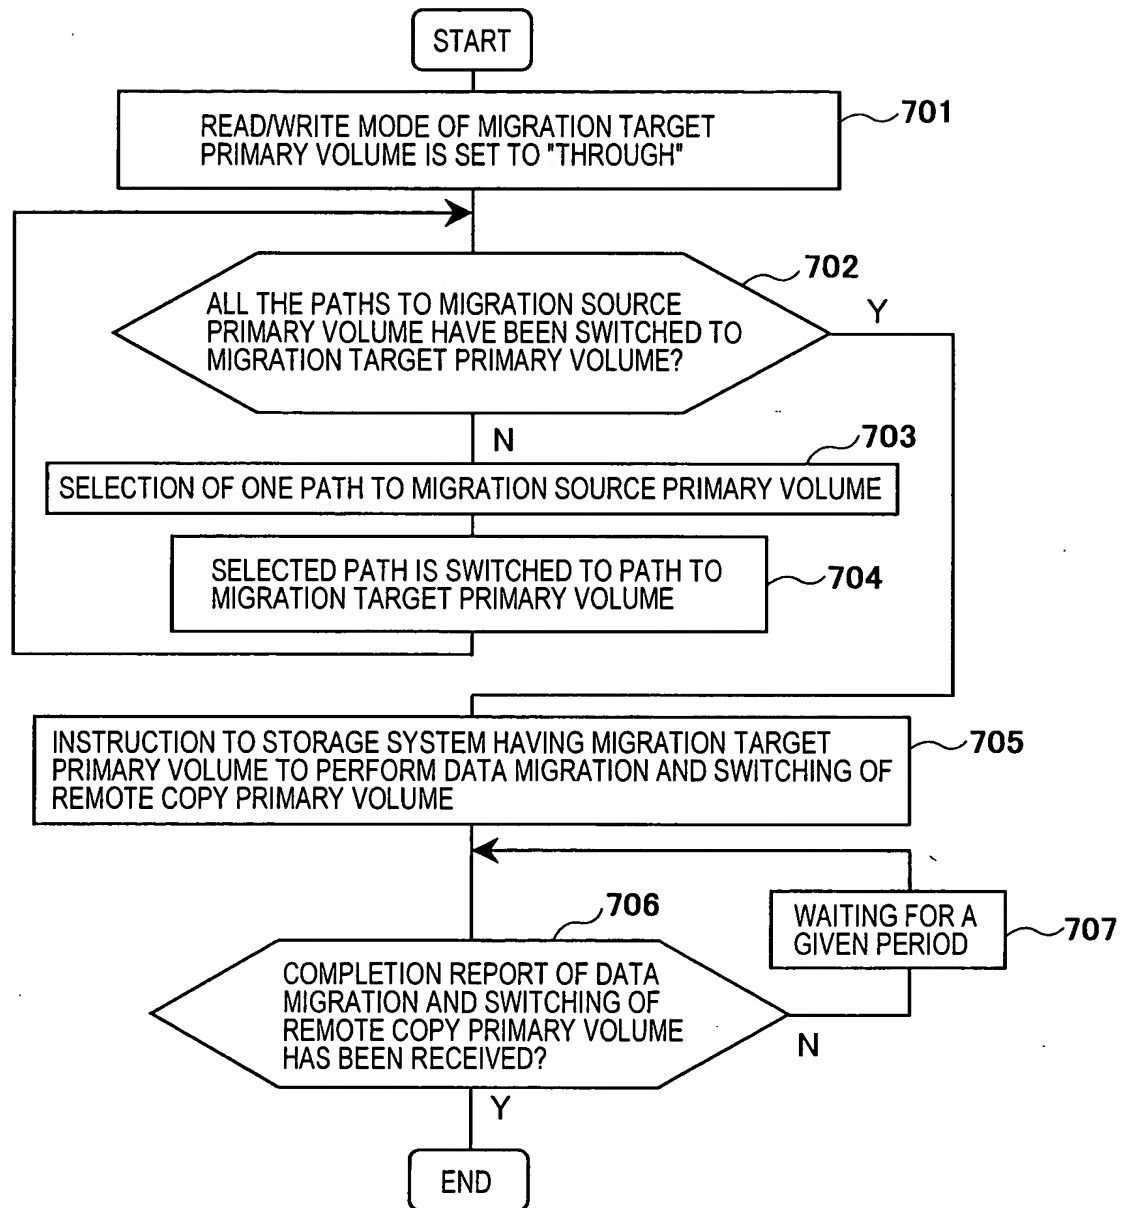 START
READ/WRITE MODE OF MIGRATION TARGET
PRIMARY VOLUME IS SET TO "THROUGH"
701
702
ALL THE PATHS TO MIGRATION SOURCE
PRIMARY VOLUME HAVE BEEN SWITCHED TO
MIGRATION TARGET PRIMARY VOLUME?
Y
N
703
SELECTION OF ONE PATH TO MIGRATION SOURCE PRIMARY VOLUME
SELECTED PATH IS SWITCHED TO PATH TO
MIGRATION TARGET PRIMARY VOLUME
704
INSTRUCTION TO STORAGE SYSTEM HAVING MIGRATION TARGET
PRIMARY VOLUME TO PERFORM DATA MIGRATION AND SWITCHING OF
REMOTE COPY PRIMARY VOLUME
705
706
WAITING FOR A
GIVEN PERIOD
707
COMPLETION REPORT OF DATA
MIGRATION AND SWITCHING OF
REMOTE COPY PRIMARY VOLUME
HAS BEEN RECEIVED?
N
Y
END